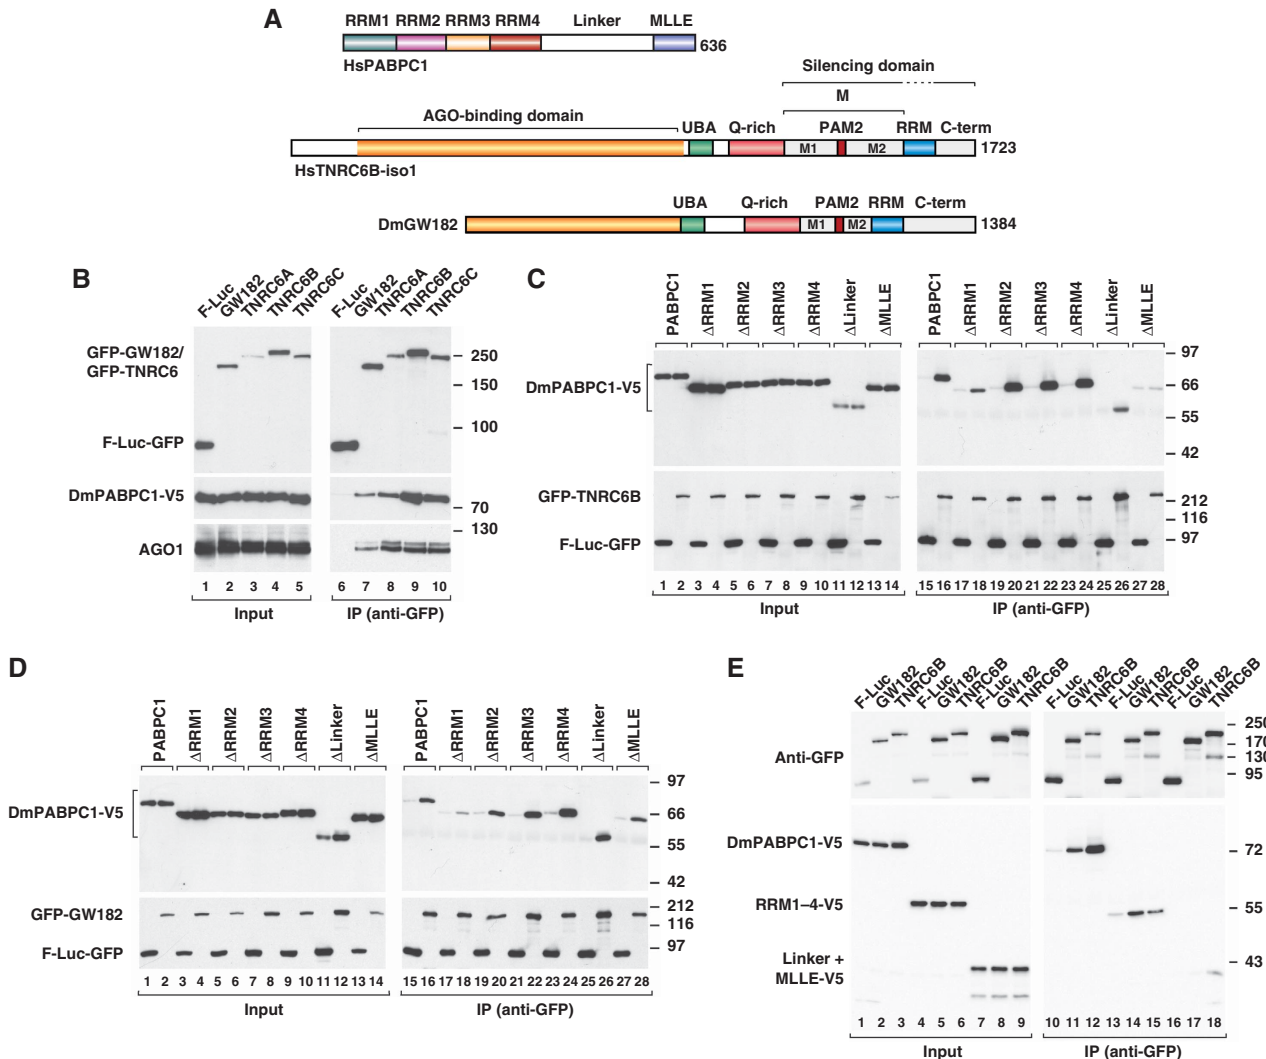 A
RRM1 RRM2 RRM3 RRM4 Linker MLLE
636
HsPABPC1
Silencing domain
M
AGO-binding domain
UBA Q-rich PAM2 RRM C-term
M1 M2
1723
HsTNRC6B-iso1
UBA Q-rich PAM2 RRM C-term
DmGW182 M1 M2 1384
B
F-Luc GW182 TNRC6A TNRC6B TNRC6C F-Luc GW182 TNRC6A TNRC6B TNRC6C
GFP-GW182/
GFP-TNRC6
250
150
100
F-Luc-GFP
DmPABPC1-V5
70
130
AGO1
1 2 3 4 5 6 7 8 9 10
Input IP (anti-GFP)
C
PABPC1 ΔRRM1 ΔRRM2 ΔRRM3 ΔRRM4 ΔLinker ΔMLLE PABPC1 ΔRRM1 ΔRRM2 ΔRRM3 ΔRRM4 ΔLinker ΔMLLE
97
DmPABPC1-V5 66
55
42
GFP-TNRC6B 212
116
F-Luc-GFP 97
1 2 3 4 5 6 7 8 9 10 11 12 13 14 15 16 17 18 19 20 21 22 23 24 25 26 27 28
Input IP (anti-GFP)
D
PABPC1 ΔRRM1 ΔRRM2 ΔRRM3 ΔRRM4 ΔLinker ΔMLLE PABPC1 ΔRRM1 ΔRRM2 ΔRRM3 ΔRRM4 ΔLinker ΔMLLE
97
DmPABPC1-V5 66
55
42
GFP-GW182 212
116
F-Luc-GFP 97
1 2 3 4 5 6 7 8 9 10 11 12 13 14 15 16 17 18 19 20 21 22 23 24 25 26 27 28
Input IP (anti-GFP)
E
F-Luc GW182 TNRC6B F-Luc GW182 TNRC6B F-Luc GW182 TNRC6B F-Luc GW182 TNRC6B F-Luc GW182 TNRC6B F-Luc GW182 TNRC6B
250
170
Anti-GFP 130
95
DmPABPC1-V5 72
RRM1–4-V5 55
Linker + 43
MLLE-V5
1 2 3 4 5 6 7 8 9 10 11 12 13 14 15 16 17 18
Input IP (anti-GFP)